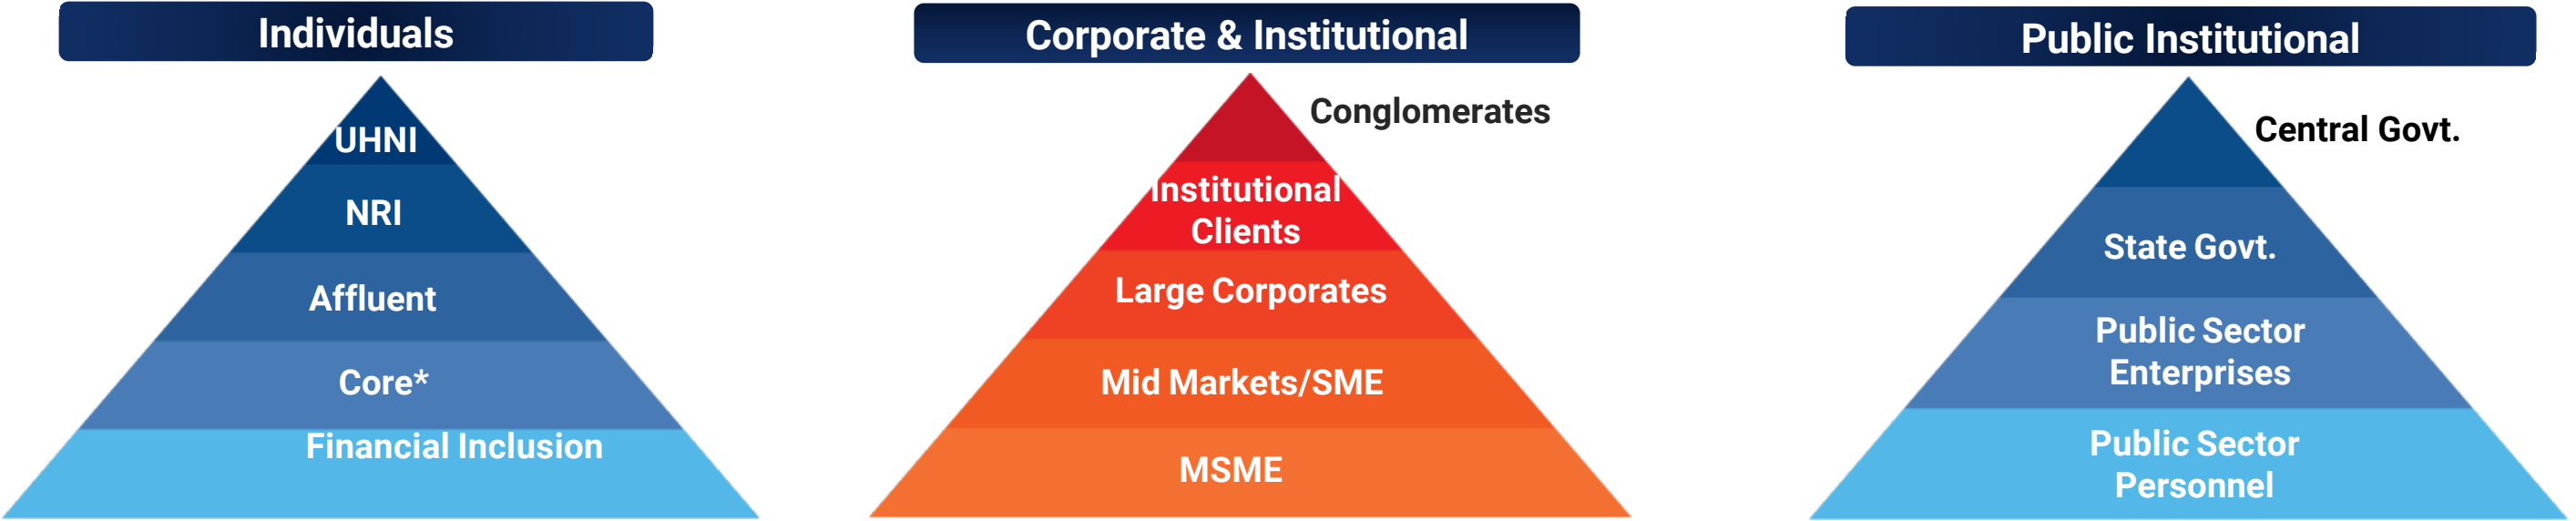 Individuals
UHNI
NRI
Affluent
Core*
Financial Inclusion
Corporate & Institutional
Conglomerates
Institutional
Clients
Large Corporates
Mid Markets/SME
MSME
Public Institutional
Central Govt.
State Govt.
Public Sector
Enterprises
Public Sector
Personnel